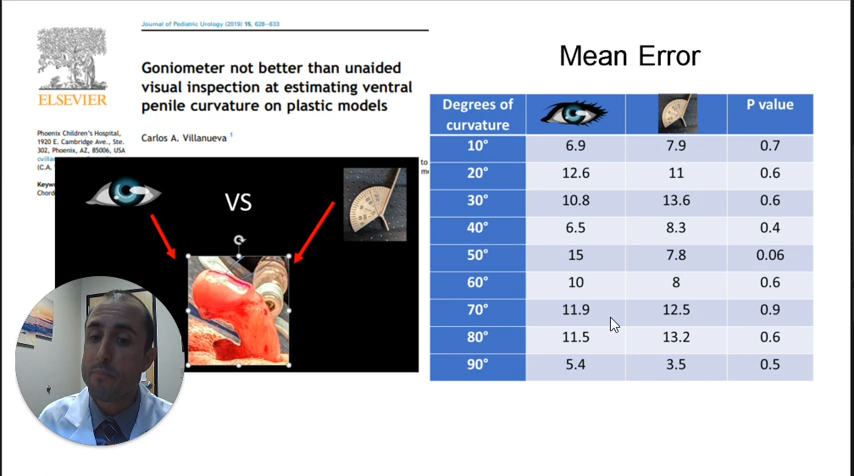 Journal of Pediatric Urology (2019) 15, 628-633
Goniometer not better than unaided
visual inspection at estimating ventral
penile curvature on plastic models
ELSEVIER
Phoenix Children's Hospital,
1920 E. Cambridge Ave., Ste.
302, Phoenix, AZ, 85006, USA
(C.A.
Carlos A. Villanueva 1
to
VS
Mean Error
Degrees of curvature P value
10° 6.9 7.9 0.7
20° 12.6 11 0.6
30° 10.8 13.6 0.6
40° 6.5 8.3 0.4
50° 15 7.8 0.06
60° 10 8 0.6
70° 11.9 12.5 0.9
80° 11.5 13.2 0.6
90° 5.4 3.5 0.5